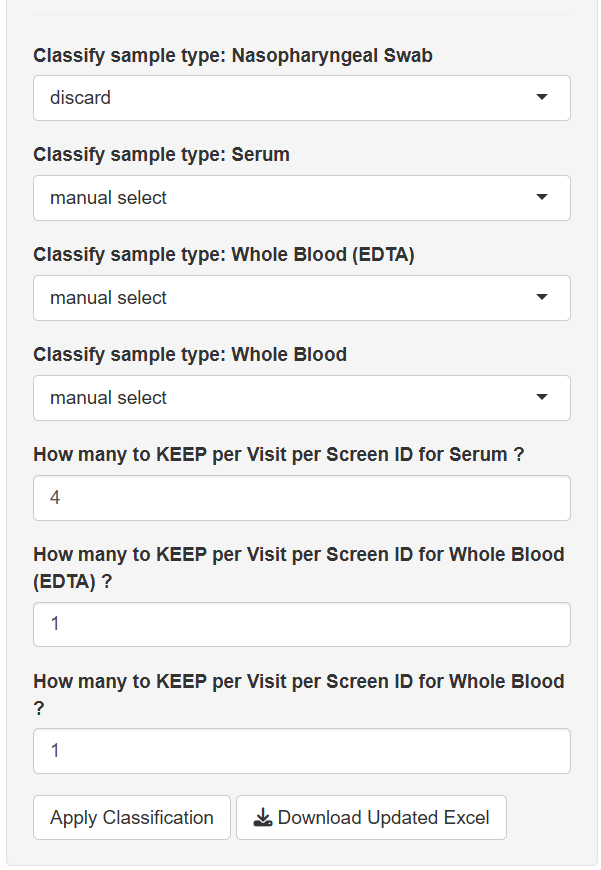 Classify sample type: Nasopharyngeal Swab
discard
Classify sample type: Serum
manual select
Classify sample type: Whole Blood (EDTA)
manual select
Classify sample type: Whole Blood
manual select
How many to KEEP per Visit per Screen ID for Serum ?
4
How many to KEEP per Visit per Screen ID for Whole Blood
(EDTA) ?
1
How many to KEEP per Visit per Screen ID for Whole Blood
?
1
Apply Classification
Download Updated Excel